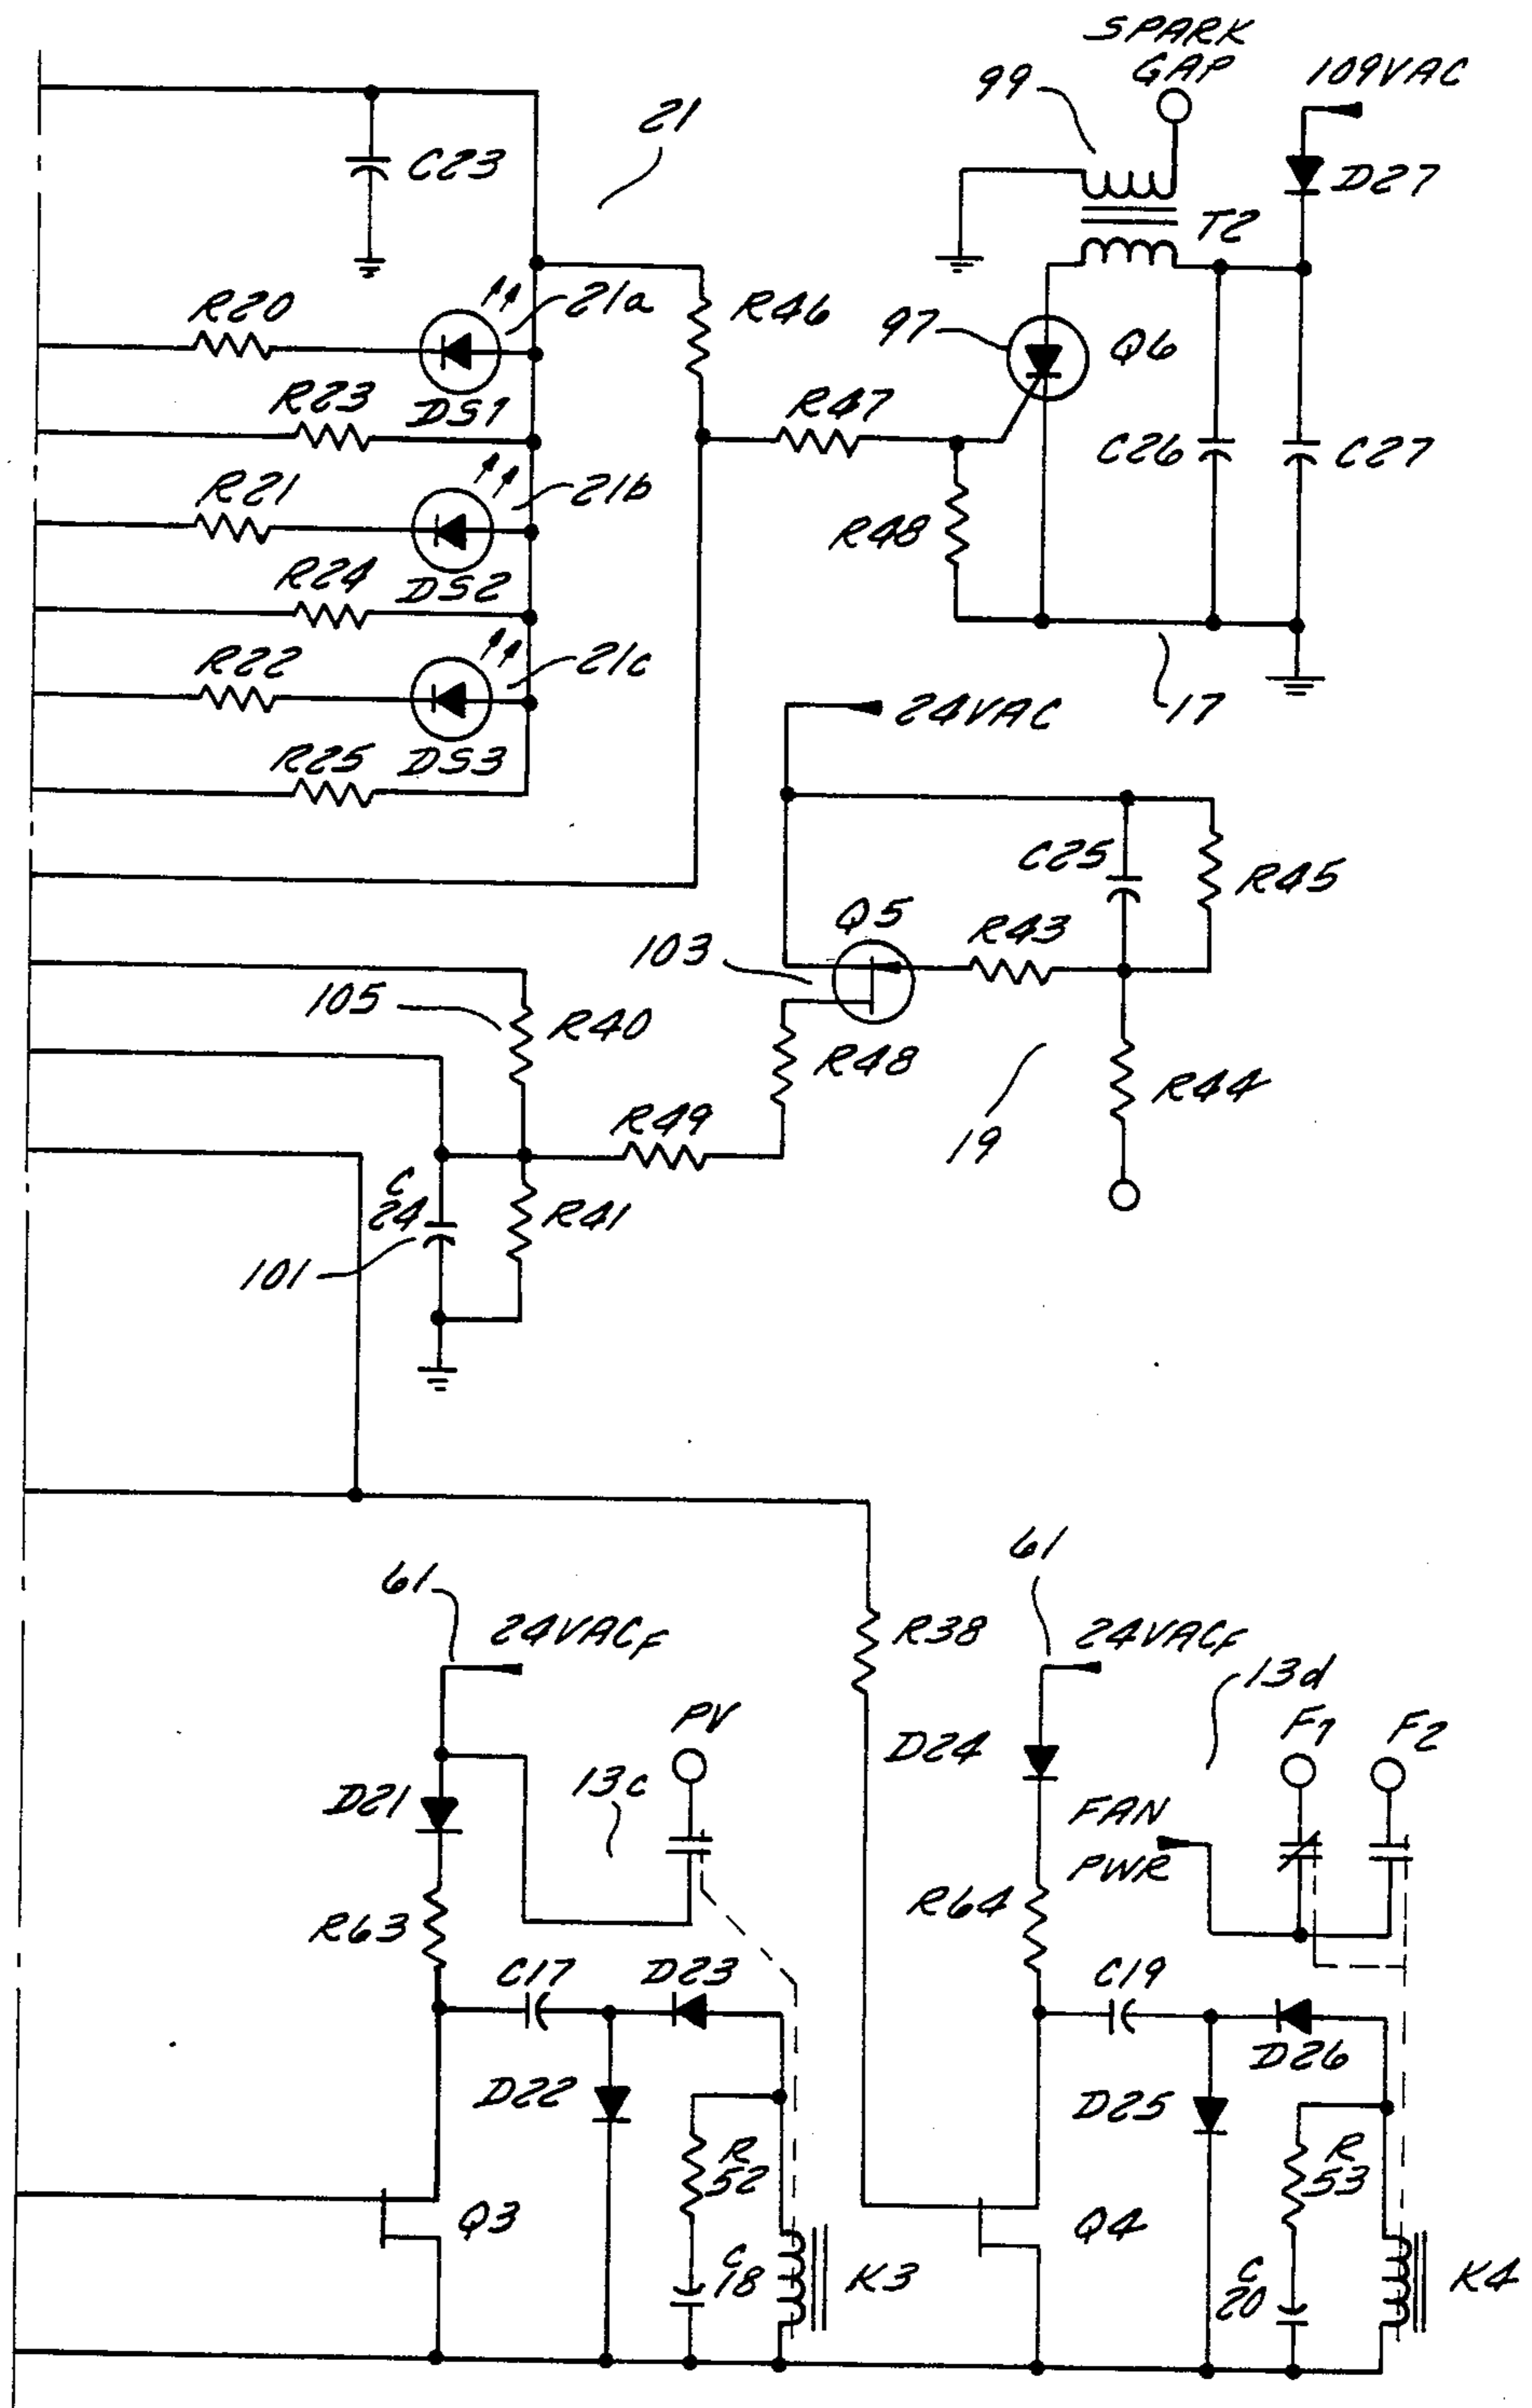 SPARK
GAP
99
109VAC
21
C23
D27
T2
R20
21a
R46
97
Q6
DS1
R23
R47
C26
C27
R21
21b
R48
R24
DS2
R22
21c
17
24VAC
R25
DS3
C25
R45
Q5
R43
103
105
R40
R48
R44
R49
19
C
24
R41
101
61
24VACF
R38
61
24VACF
13d
PV
F1
F2
D24
13c
D21
FAN
PWR
R63
R64
C17
D23
C19
D26
D22
D25
R
52
R
53
Q3
Q4
C
18
K3
C
20
K4